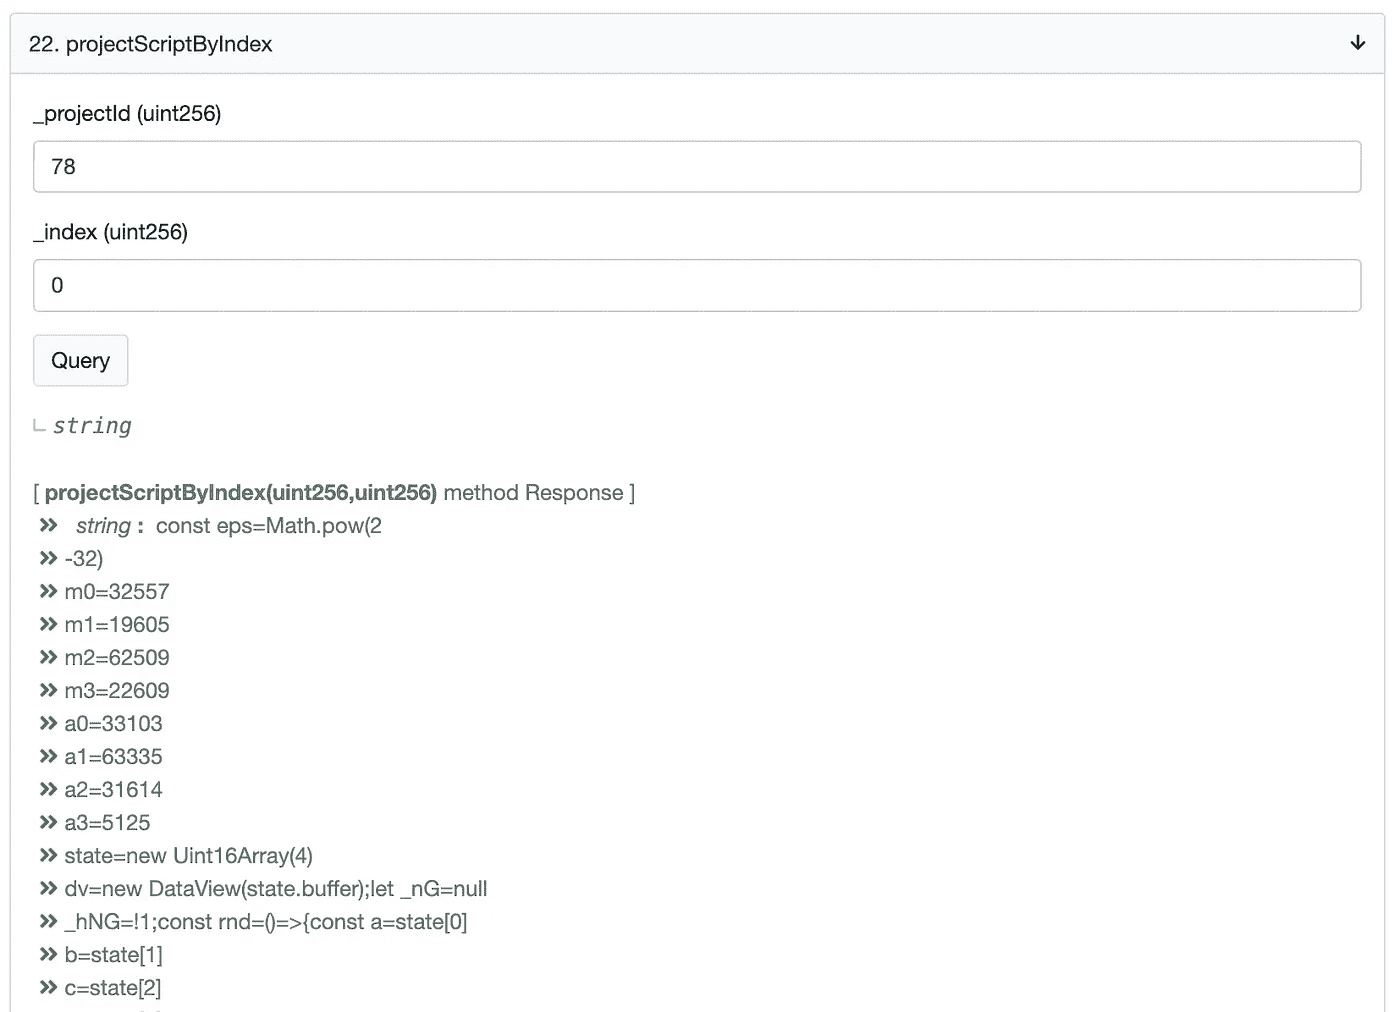 22. projectScriptByIndex
_projectId (uint256)
78
_index (uint256)
0
Query
string
[ projectScriptByIndex(uint256,uint256) method Response ]
» string : const eps=Math.pow(2
» -32)
» m0=32557
» m1=19605
» m2=62509
» m3=22609
» a0=33103
» a1=63335
» a2=31614
» a3=5125
» state=new Uint16Array(4)
» dv=new DataView(state.buffer);let _nG=null
» _hNG=!1;const rnd=()=>{const a=state[0]
» b=state[1]
» c=state[2]